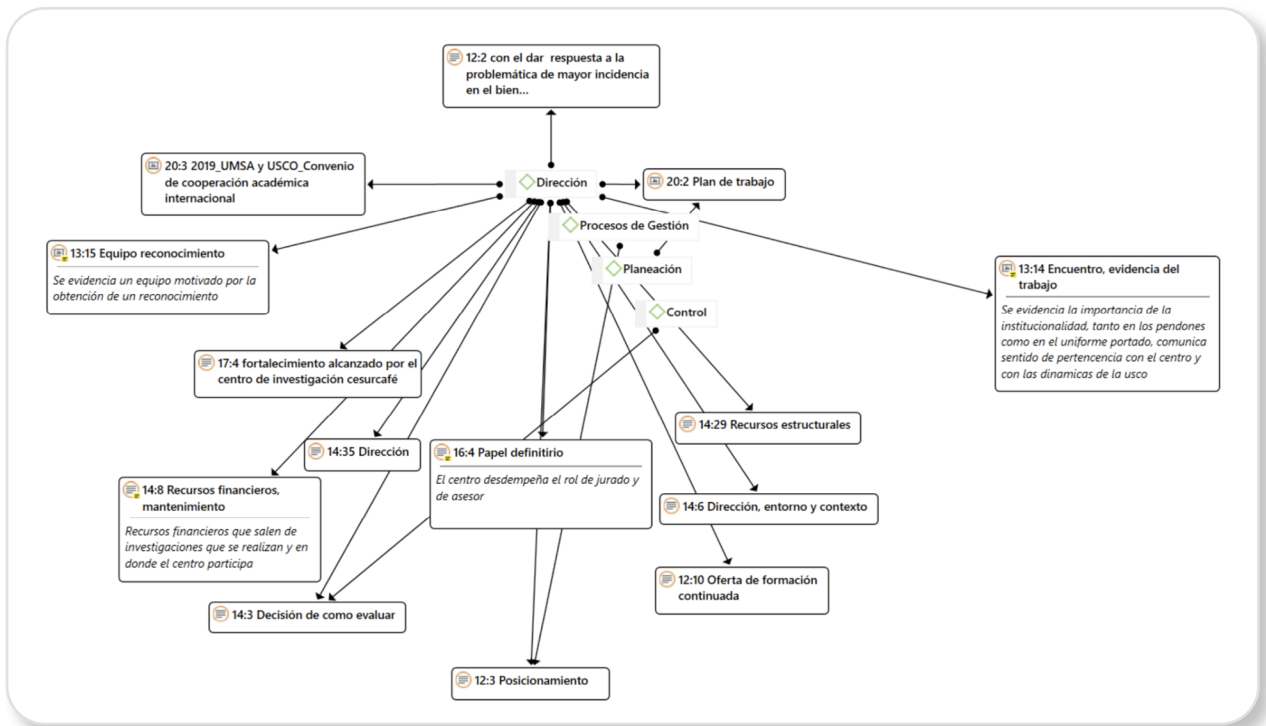 12:2 con el dar respuesta a la
problemática de mayor incidencia
en el bien...
20:3 2019_UMSA y USCO_Convenio
de cooperación académica
internacional
Dirección
20:2 Plan de trabajo
Procesos de Gestión
13:15 Equipo reconocimiento
Se evidencia un equipo motivado por la
obtención de un reconocimiento
Planeación
13:14 Encuentro, evidencia del
trabajo
Se evidencia la importancia de la
institucionalidad, tanto en los pendones
como en el uniforme portado, comunica
sentido de pertencencia con el centro y
con las dinamicas de la usco
Control
17:4 fortalecimiento alcanzado por el
centro de investigación cesurcafé
14:29 Recursos estructurales
14:35 Dirección
16:4 Papel definitirio
El centro desdempeña el rol de jurado y
de asesor
14:8 Recursos financieros,
mantenimiento
Recursos financieros que salen de
investigaciones que se realizan y en
donde el centro participa
14:6 Dirección, entorno y contexto
12:10 Oferta de formación
continuada
14:3 Decisión de como evaluar
12:3 Posicionamiento